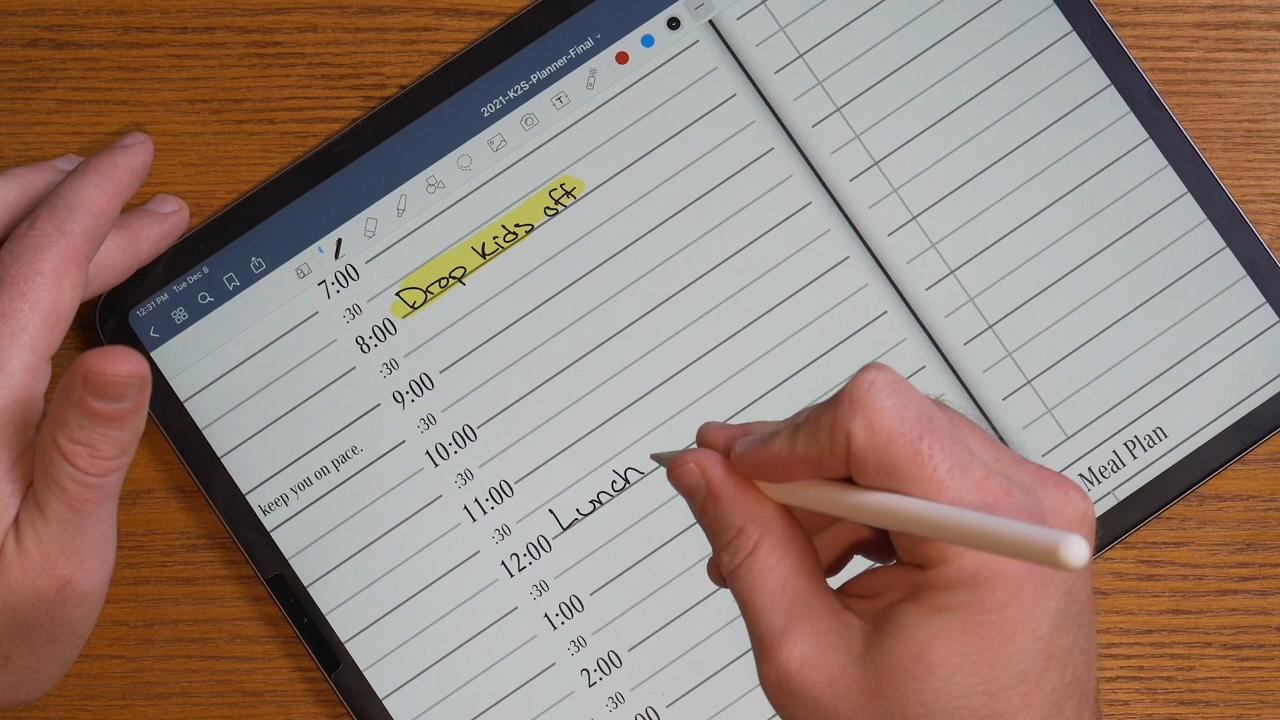 12:31 PM Tue Dec 8
2021-K2S-Planner-Final
T
7:00
:30
Drop Kids off
8:00
:30
9:00
:30
keep you on pace.
10:00
:30
11:00
:30
12:00 Lunch
:30
1:00
:30
2:00
:30
Meal Plan